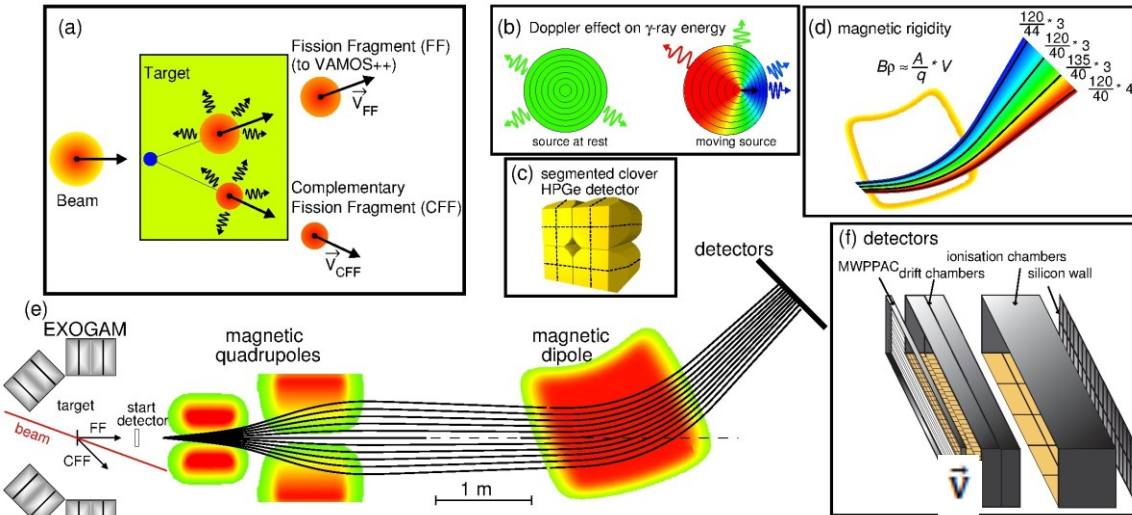 (a)
Target
Beam
Fission Fragment (FF)
(to VAMOS++)
V⃗FF
Complementary
Fission Fragment (CFF)
V⃗CFF
(b) Doppler effect on γ-ray energy
source at rest
moving source
(c) segmented clover
HPGe detector
(d) magnetic rigidity
Bρ ≈ A/q * V
120/44 * 3
120/40 * 3
135/40 * 3
120/40 * 4
(e)
EXOGAM
target
beam
FF
CFF
start
detector
magnetic
quadrupoles
1 m
magnetic
dipole
detectors
(f) detectors
MWPPAC
drift chambers
ionisation chambers
silicon wall
V⃗